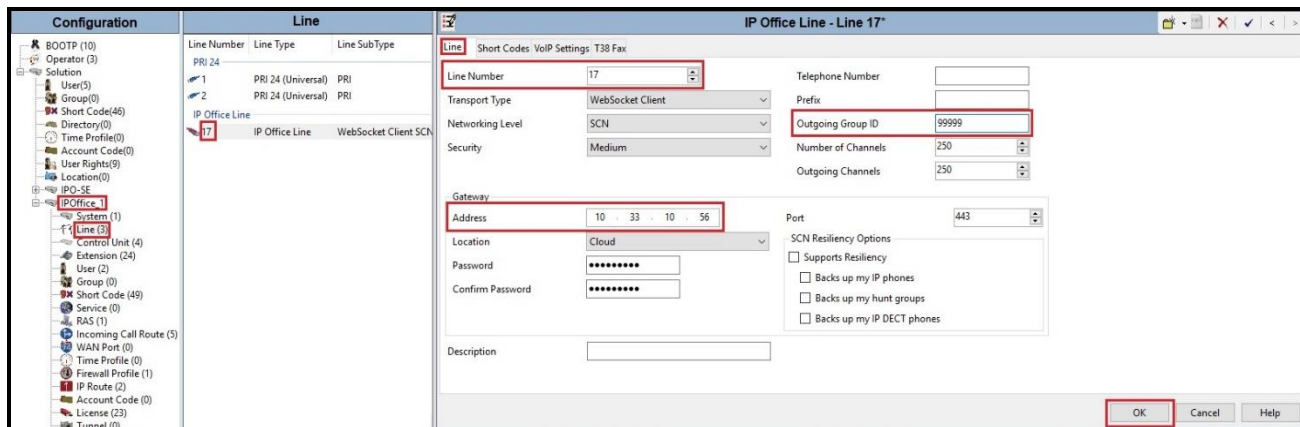 Configuration
BOOTP (10)
Operator (3)
Solution
User(5)
Group(0)
Short Code(46)
Directory(0)
Time Profile(0)
Account Code(0)
User Rights(9)
Location(0)
IPO-SE
IPOffice_1
System (1)
Line (3)
Control Unit (4)
Extension (24)
User (2)
Group (0)
Short Code (49)
Service (0)
RAS (1)
Incoming Call Route (5)
WAN Port (0)
Time Profile (0)
Firewall Profile (1)
IP Route (2)
Account Code (0)
License (23)
Tunnel (0)
Line
Line Number Line Type Line SubType
PRI 24
1 PRI 24 (Universal) PRI
2 PRI 24 (Universal) PRI
IP Office Line
17 IP Office Line WebSocket Client SCN
IP Office Line - Line 17*
Line Short Codes VoIP Settings T38 Fax
Line Number 17
Transport Type WebSocket Client
Networking Level SCN
Security Medium
Telephone Number
Prefix
Outgoing Group ID 99999
Number of Channels 250
Outgoing Channels 250
Gateway
Address 10 . 33 . 10 . 56
Location Cloud
Password
Confirm Password
Port 443
SCN Resiliency Options
Supports Resiliency
Backs up my IP phones
Backs up my hunt groups
Backs up my IP DECT phones
Description
OK Cancel Help